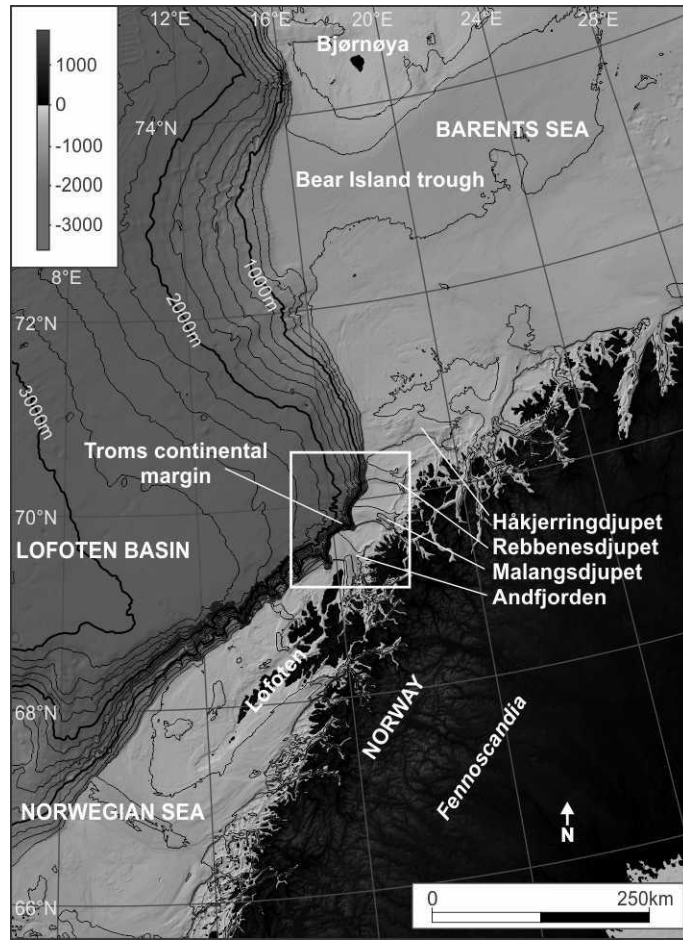 12°E
16°E
20°E
24°E
28°E
1000
0
-1000
-2000
-3000
Bjørnøya
74°N
BARENTS SEA
Bear Island trough
8°E
1000m
2000m
72°N
3000m
Troms continental
margin
70°N
LOFOTEN BASIN
Håkjerringdjupet
Rebbenesdjupet
Malangsdjupet
Andfjorden
Lofoten
68°N
NORWAY
Fennoscandia
NORWEGIAN SEA
N
0
250km
66°N